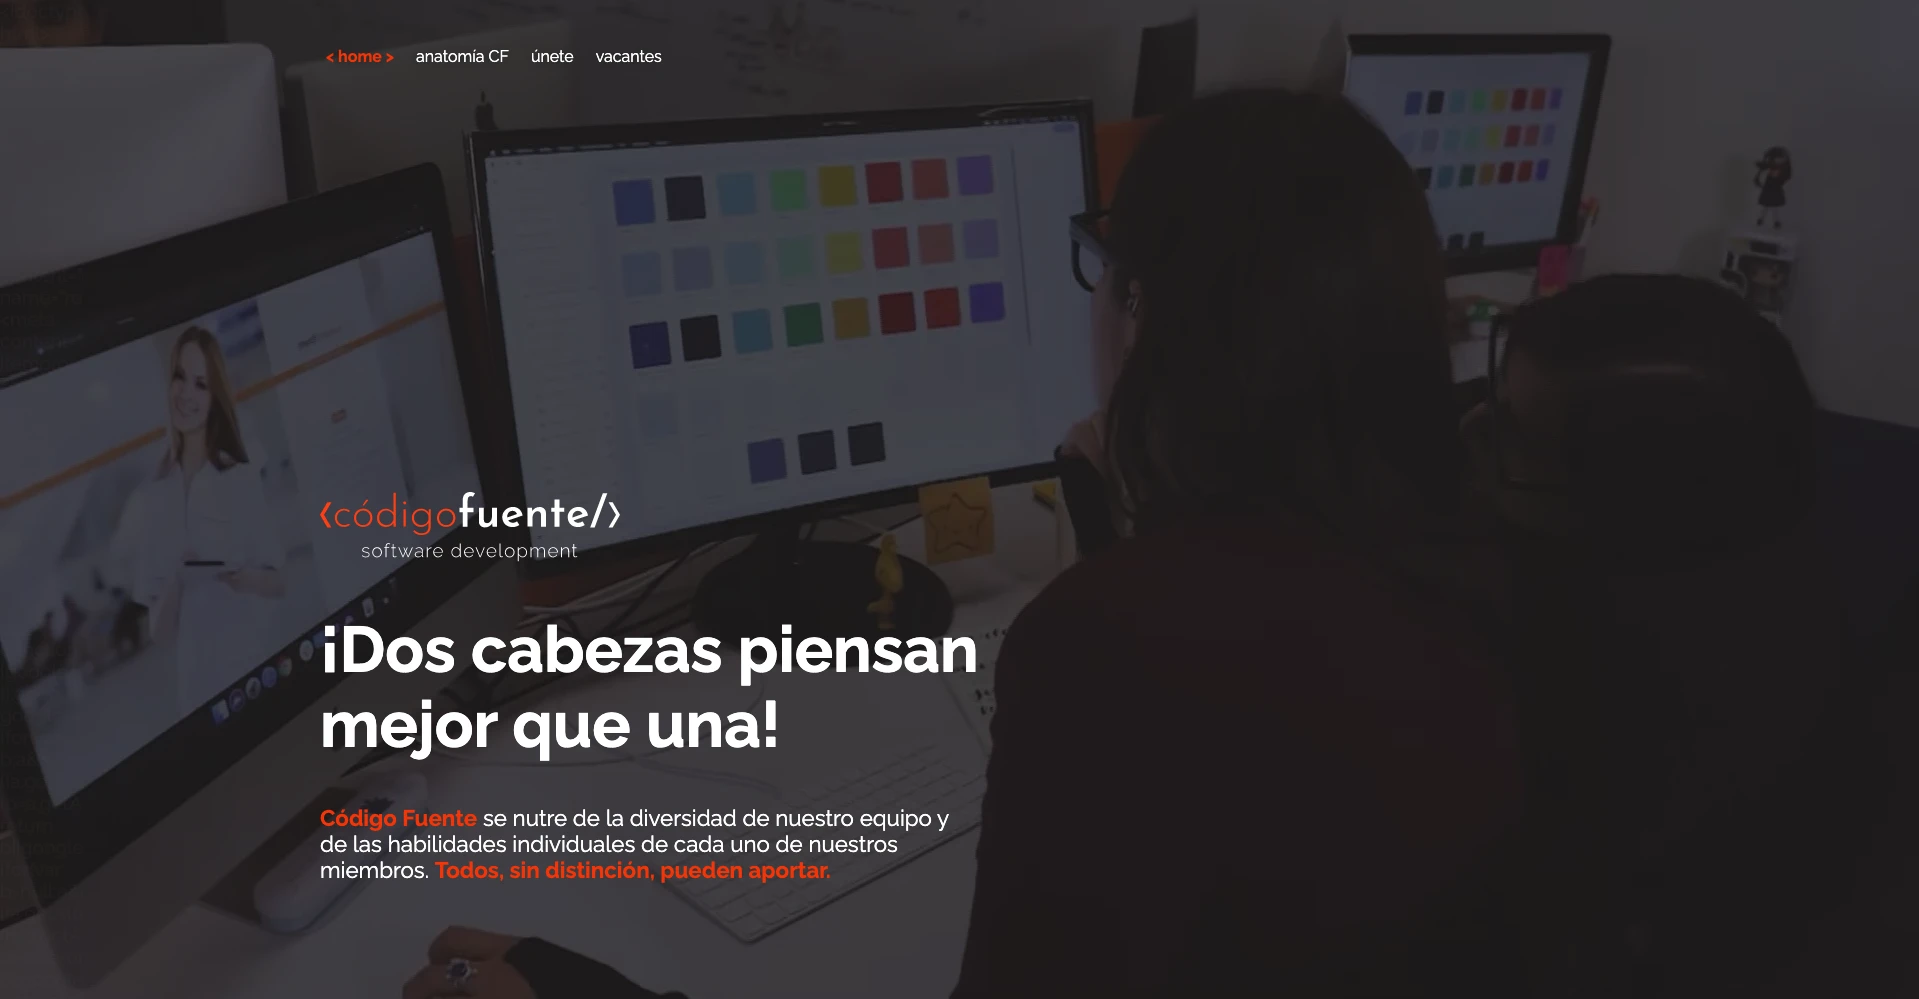 < home > anatomía CF únete vacantes
‹códigofuente/›
software development
¡Dos cabezas piensan
mejor que una!
Código Fuente se nutre de la diversidad de nuestro equipo y
de las habilidades individuales de cada uno de nuestros
miembros. Todos, sin distinción, pueden aportar.